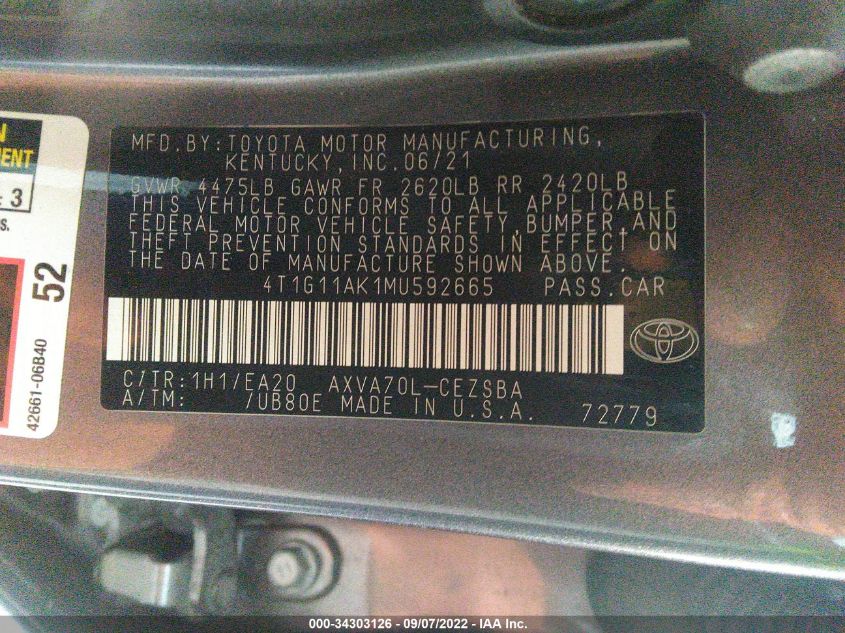 N
MENT
: 3
S.
52
42661-06B40
MFD.BY:TOYOTA MOTOR MANUFACTURING,
KENTUCKY,INC.06/21
GVWR 4475LB GAWR FR 2620LB RR 2420LB
THIS VEHICLE CONFORMS TO ALL APPLICABLE
FEDERAL MOTOR VEHICLE SAFETY,BUMPER,AND
THEFT PREVENTION STANDARDS IN EFFECT ON
THE DATE OF MANUFACTURE SHOWN ABOVE.
4T1G11AK1MU592665 PASS.CAR
C/TR:1H1/EA20 AXVA70L-CEZSBA
A/TM: /UB80E MADE IN U.S.A. 72779
000-34303126 - 09/07/2022 - IAA Inc.